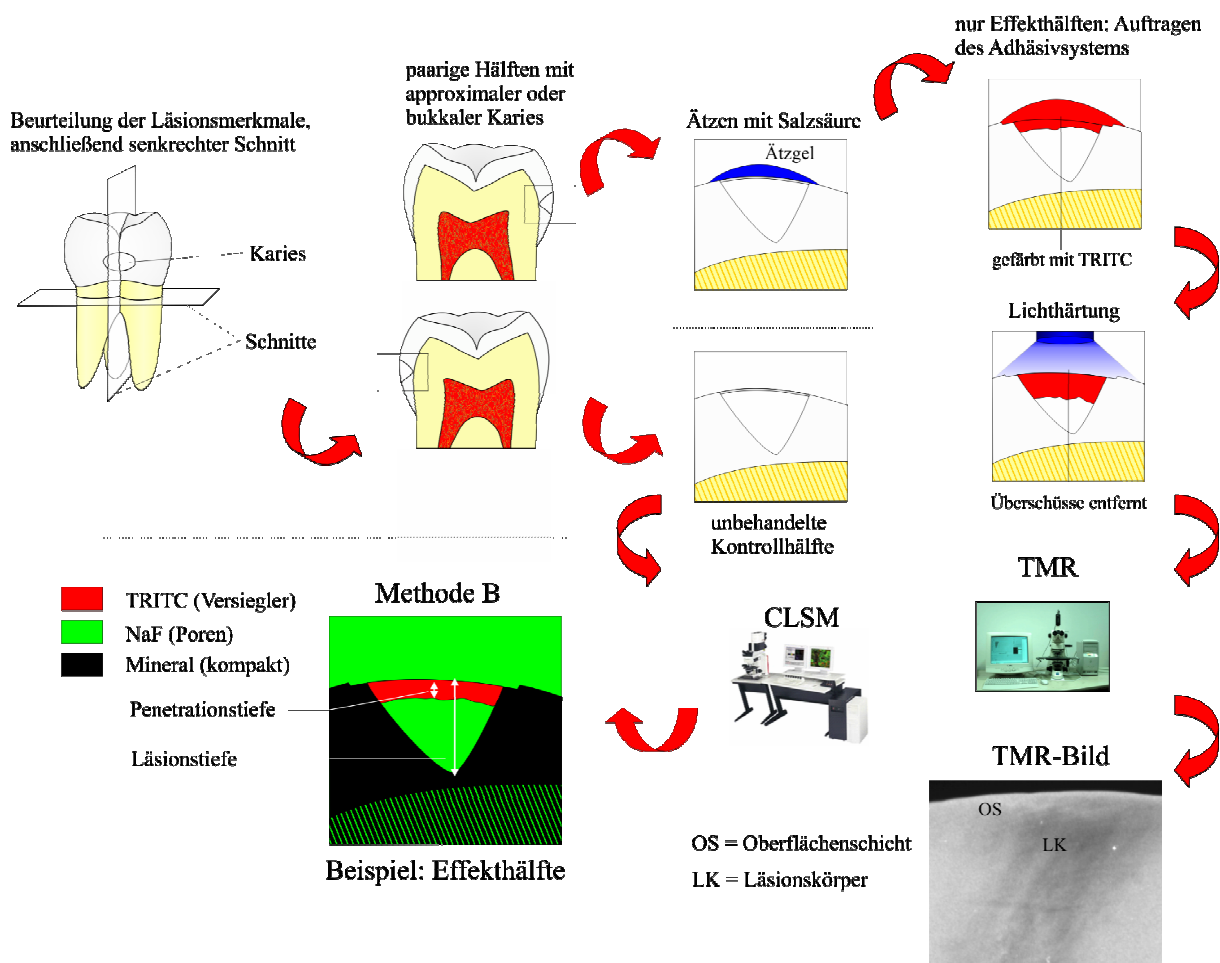 Beurteilung der Läsionsmerkmale,
anschließend senkrechter Schnitt
Karies
Schnitte
paarige Hälften mit
approximaler oder
bukkaler Karies
Ätzen mit Salzsäure
Ätzgel
nur Effekthälften: Auftragen
des Adhäsivsystems
gefärbt mit TRITC
Lichthärtung
Überschüsse entfernt
unbehandelte
Kontrollhälfte
TRITC (Versiegler)
NaF (Poren)
Mineral (kompakt)
Methode B
Penetrationstiefe
Läsionstiefe
Beispiel: Effekthälfte
CLSM
TMR
TMR-Bild
OS
LK
OS = Oberflächenschicht
LK = Läsionskörper